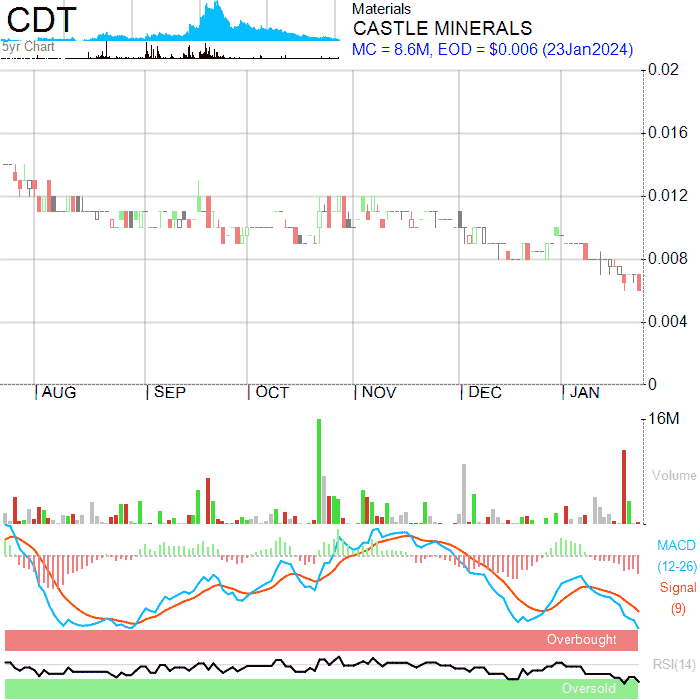 CDT
5yr Chart
Materials
CASTLE MINERALS
MC = 8.6M, EOD = $0.006 (23Jan2024)
0.02
0.016
0.012
0.008
0.004
0
AUG SEP OCT NOV DEC JAN
16M
Volume
MACD
(12-26)
Signal
(9)
Overbought
RSI(14)
Oversold